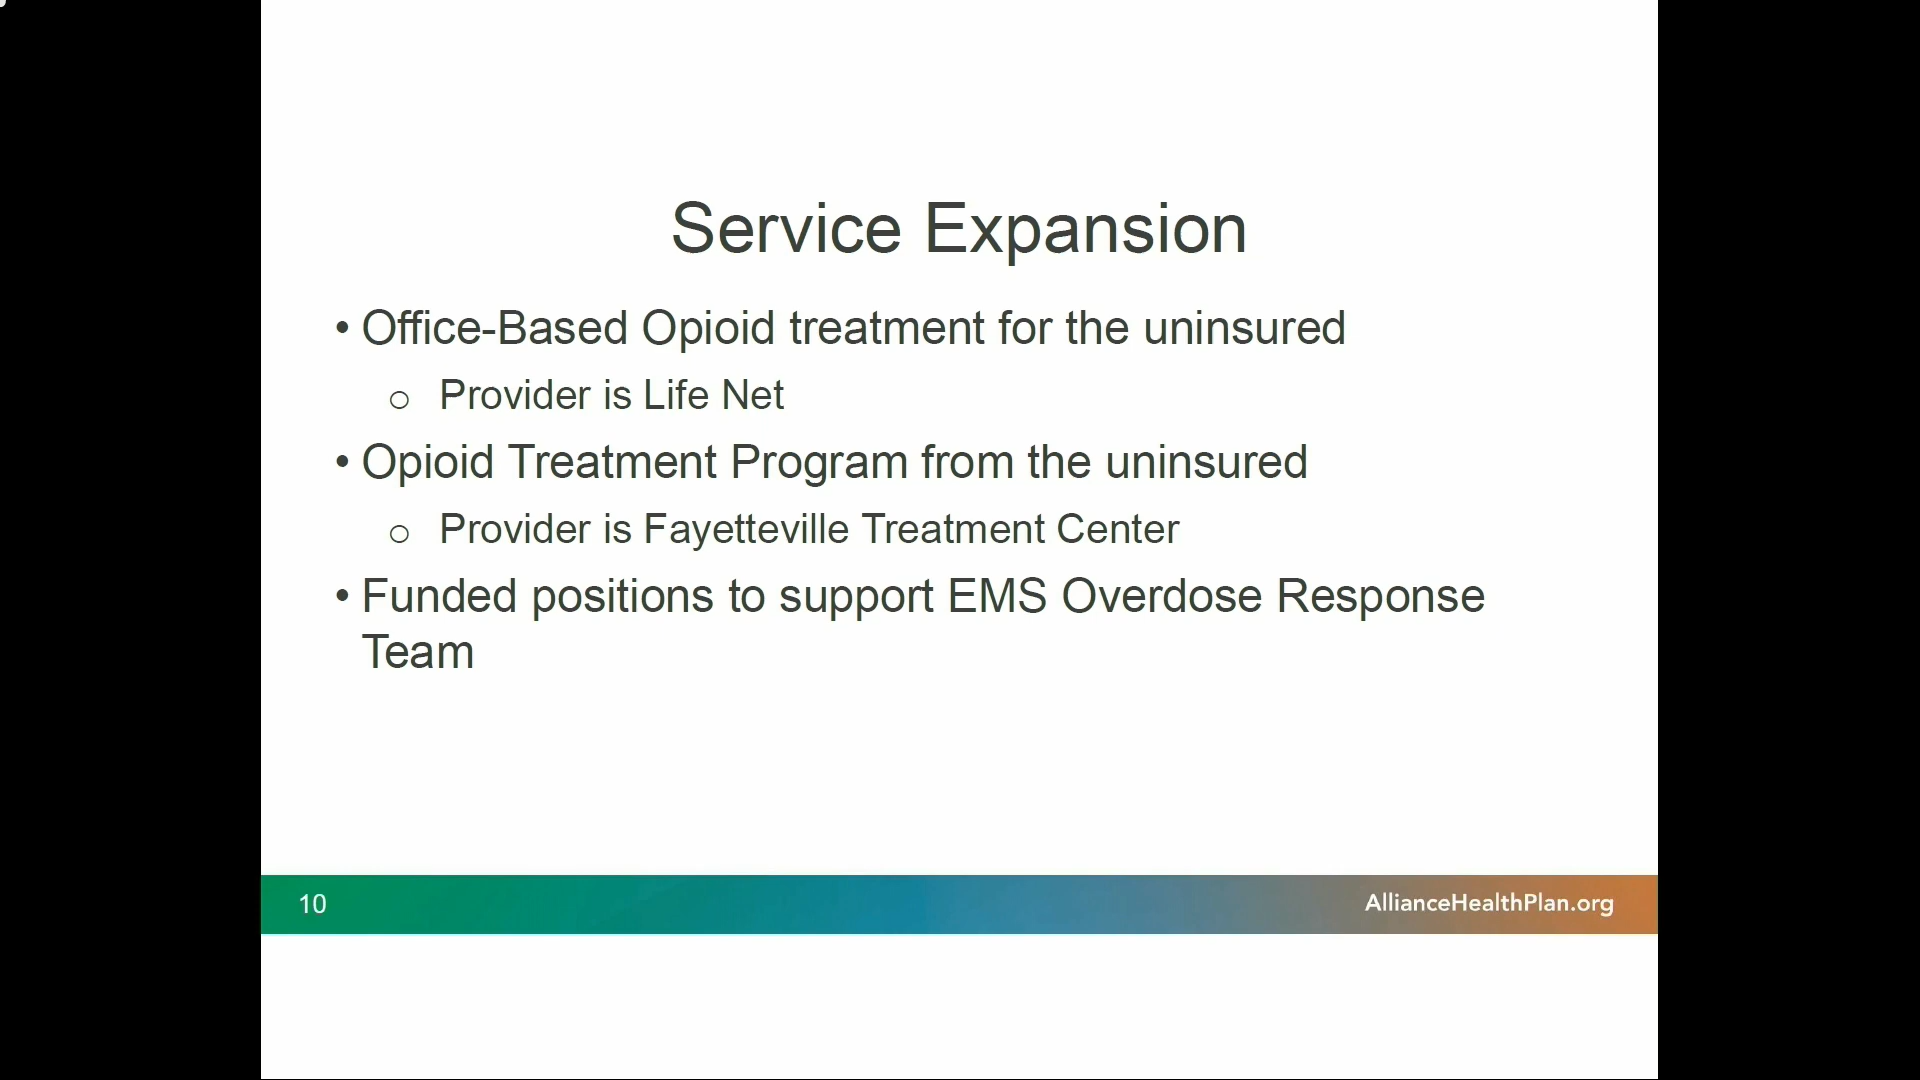 Service Expansion
• Office-Based Opioid treatment for the uninsured
o Provider is Life Net
• Opioid Treatment Program from the uninsured
o Provider is Fayetteville Treatment Center
• Funded positions to support EMS Overdose Response
Team
10
AllianceHealthPlan.org